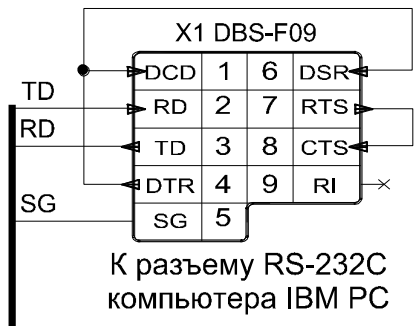 X1 DBS-F09
DCD 1 6 DSR
TD RD 2 7 RTS
RD TD 3 8 CTS
DTR 4 9 RI
SG SG 5
К разъему RS-232C
компьютера IBM PC